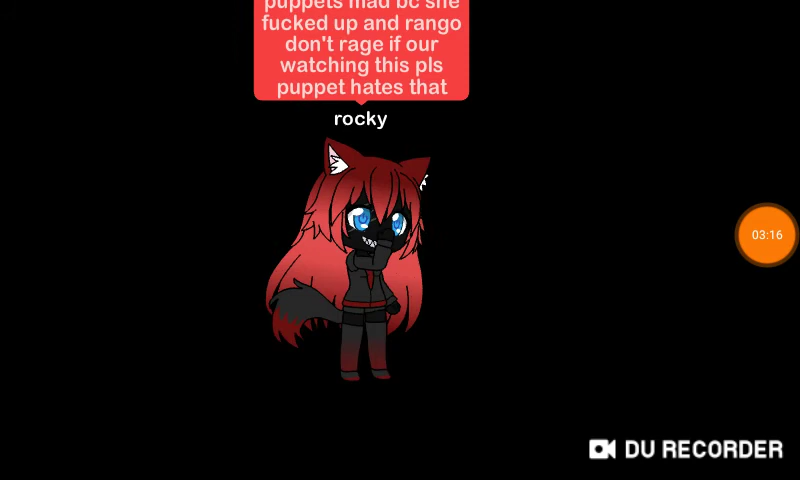 puppets mad bc she
fucked up and rango
don't rage if our
watching this pls
puppet hates that
rocky
03:16
DU RECORDER